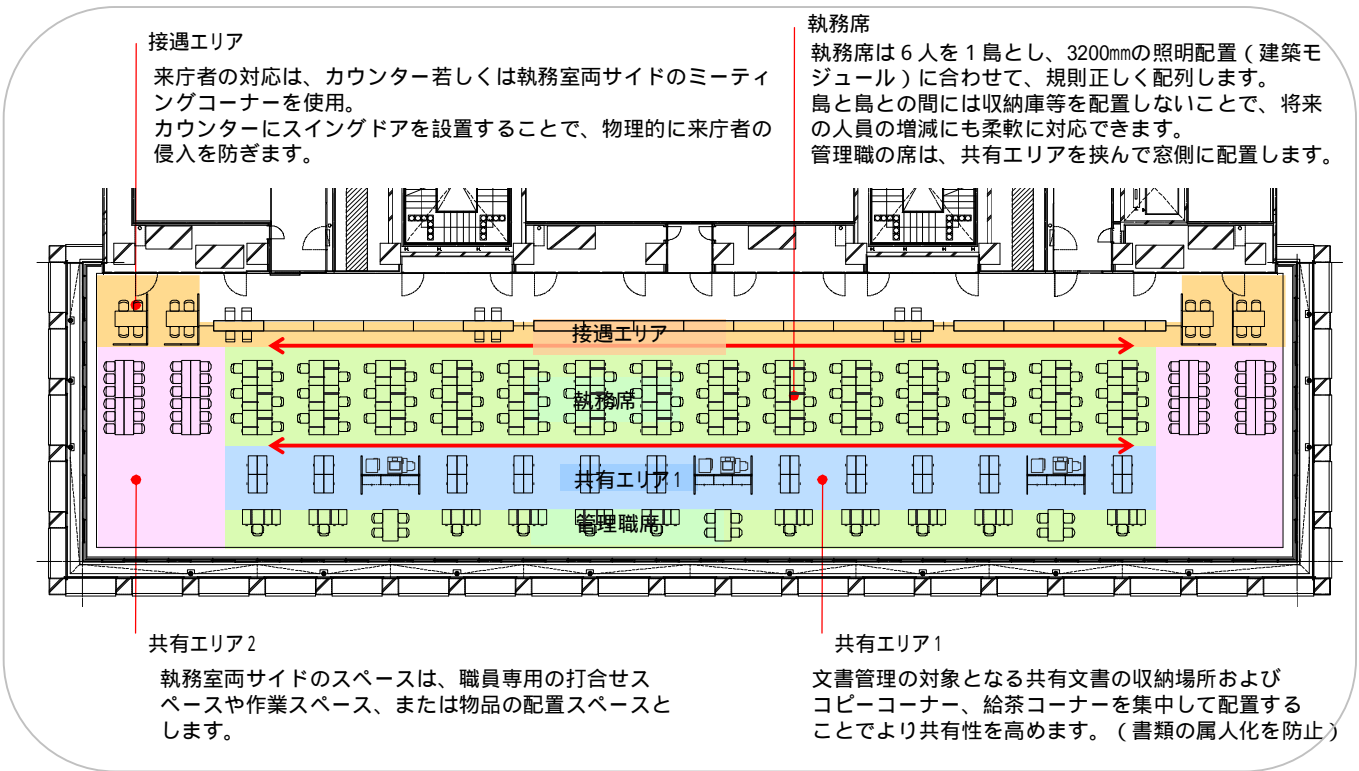 接遇エリア
来庁者の対応は、カウンター若しくは執務室両サイドのミーティ
ングコーナーを使用。
カウンターにスイングドアを設置することで、物理的に来庁者の
侵入を防ぎます。
執務席
執務席は６人を１島とし、3200mmの照明配置（建築モ
ジュール）に合わせて、規則正しく配列します。
島と島との間には収納庫等を配置しないことで、将来
の人員の増減にも柔軟に対応できます。
管理職の席は、共有エリアを挟んで窓側に配置します。
接遇エリア
執務席
共有エリア1
管理職席
共有エリア2
執務室両サイドのスペースは、職員専用の打合せス
ペースや作業スペース、または物品の配置スペースと
します。
共有エリア1
文書管理の対象となる共有文書の収納場所および
コピーコーナー、給茶コーナーを集中して配置する
ことでより共有性を高めます。（書類の属人化を防止）